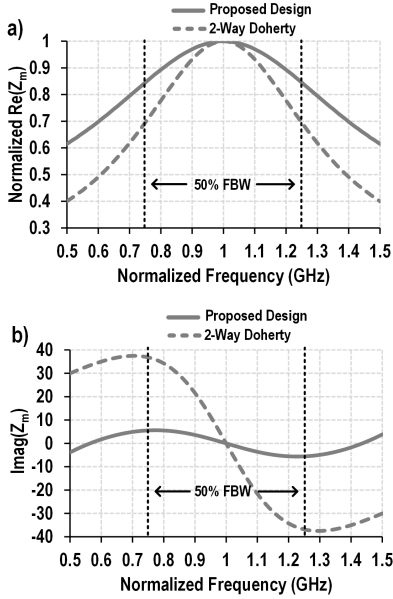 a)
Proposed Design
2-Way Doherty
Normalized Re(Zm)
1
0.9
0.8
0.7
0.6
0.5
0.4
0.3
50% FBW
0.5 0.6 0.7 0.8 0.9 1 1.1 1.2 1.3 1.4 1.5
Normalized Frequency (GHz)
b)
Proposed Design
2-Way Doherty
Imag(Zm)
40
30
20
10
0
-10
-20
-30
-40
50% FBW
0.5 0.6 0.7 0.8 0.9 1 1.1 1.2 1.3 1.4 1.5
Normalized Frequency (GHz)